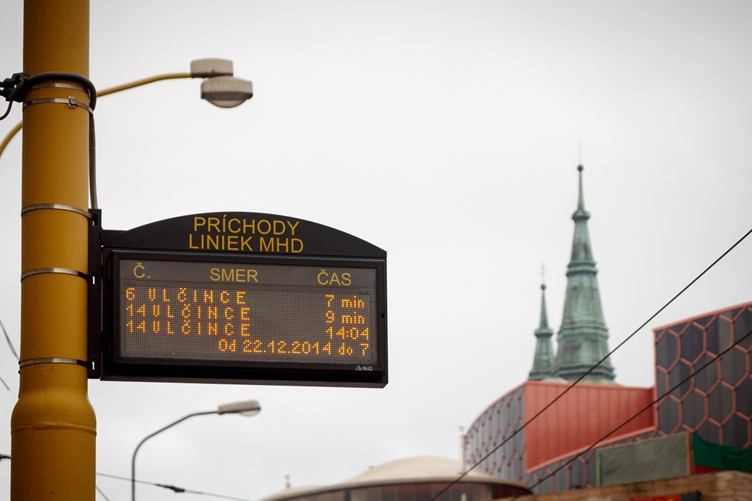 PRÍCHODY
LINIEK MHD
Č. SMER ČAS
6 VLČINCE 7 min
14 VLČINCE 9 min
14 VLČINCE 14:04
Od 22.12.2014 do 7